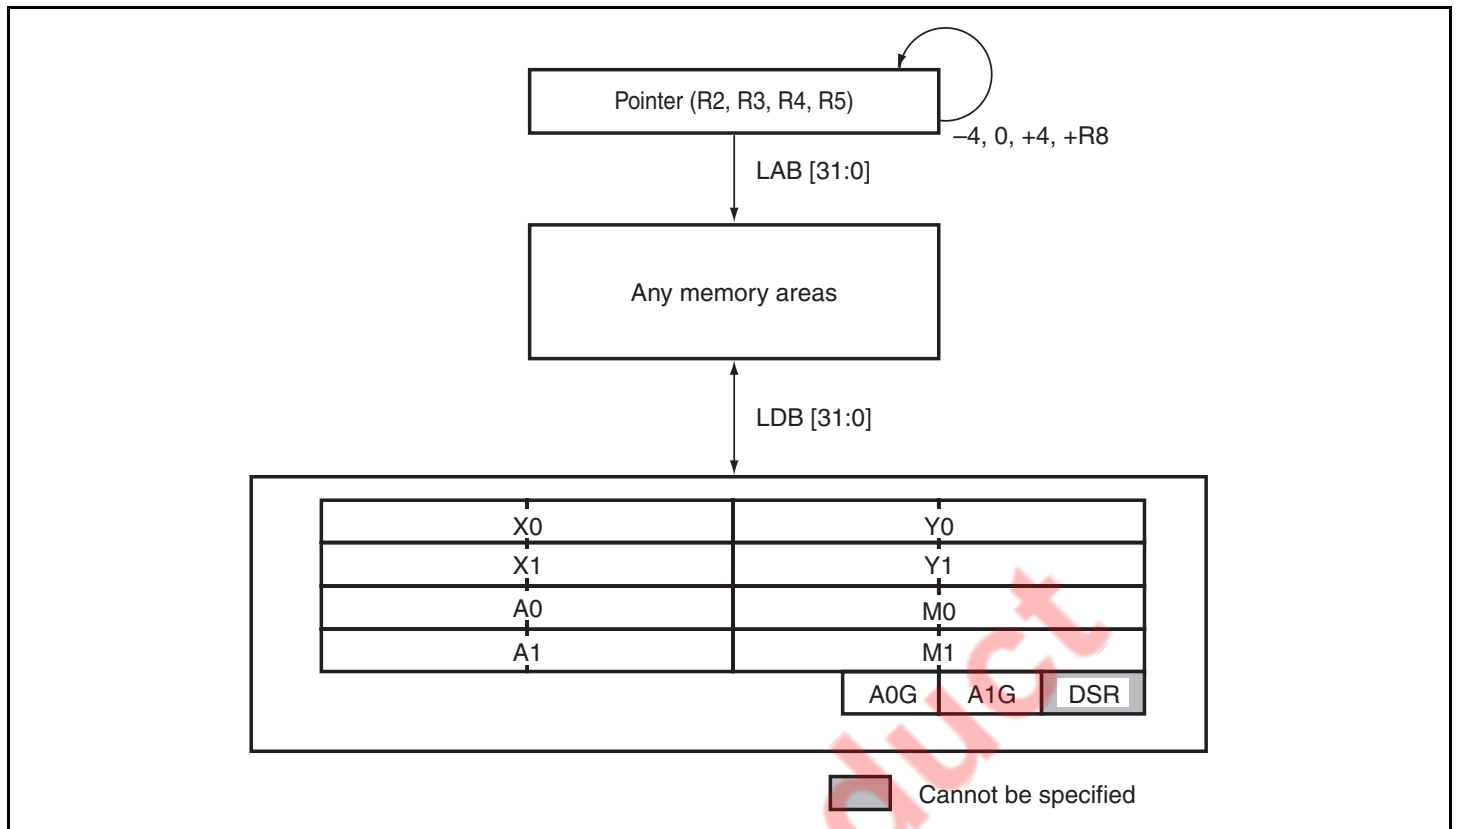 Pointer (R2, R3, R4, R5)
–4, 0, +4, +R8
LAB [31:0]
Any memory areas
LDB [31:0]
X0 Y0
X1 Y1
A0 M0
A1 M1
A0G A1G DSR
Cannot be specified
duct